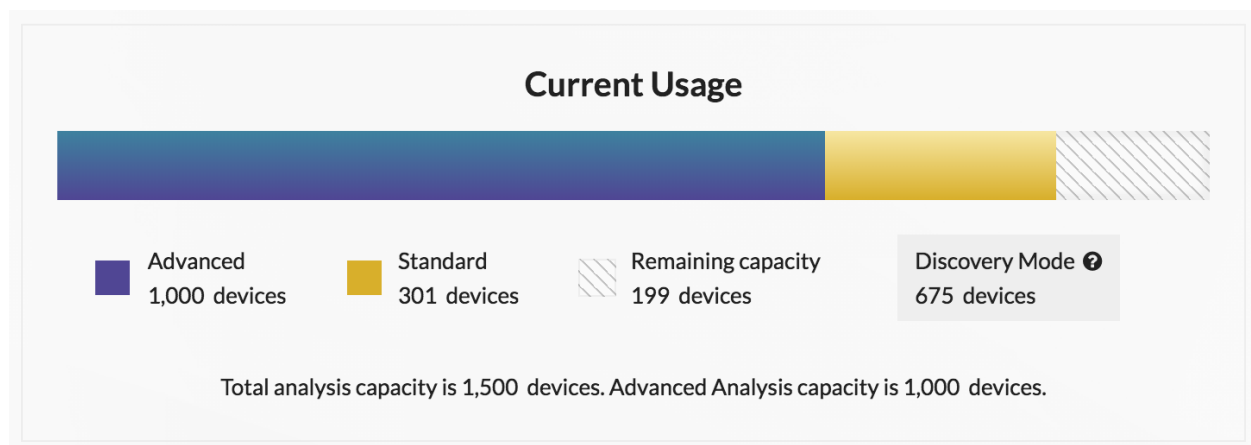 Current Usage
Advanced
1,000 devices
Standard
301 devices
Remaining capacity
199 devices
Discovery Mode ?
675 devices
Total analysis capacity is 1,500 devices. Advanced Analysis capacity is 1,000 devices.